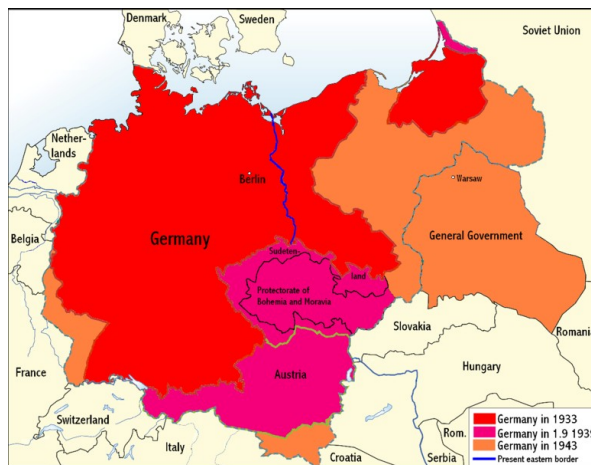 Denmark
Sweden
Soviet Union
Nether-
lands
Berlin
Warsaw
Belgia
Germany
General Government
Sudeten
land
Protectorate of
Bohemia and Moravia
Slovakia
Romania
France
Austria
Hungary
Switzerland
Italy
Croatia
Rom.
Serbia
Germany in 1933
Germany in 1.9 1939
Germany in 1943
Present eastern border